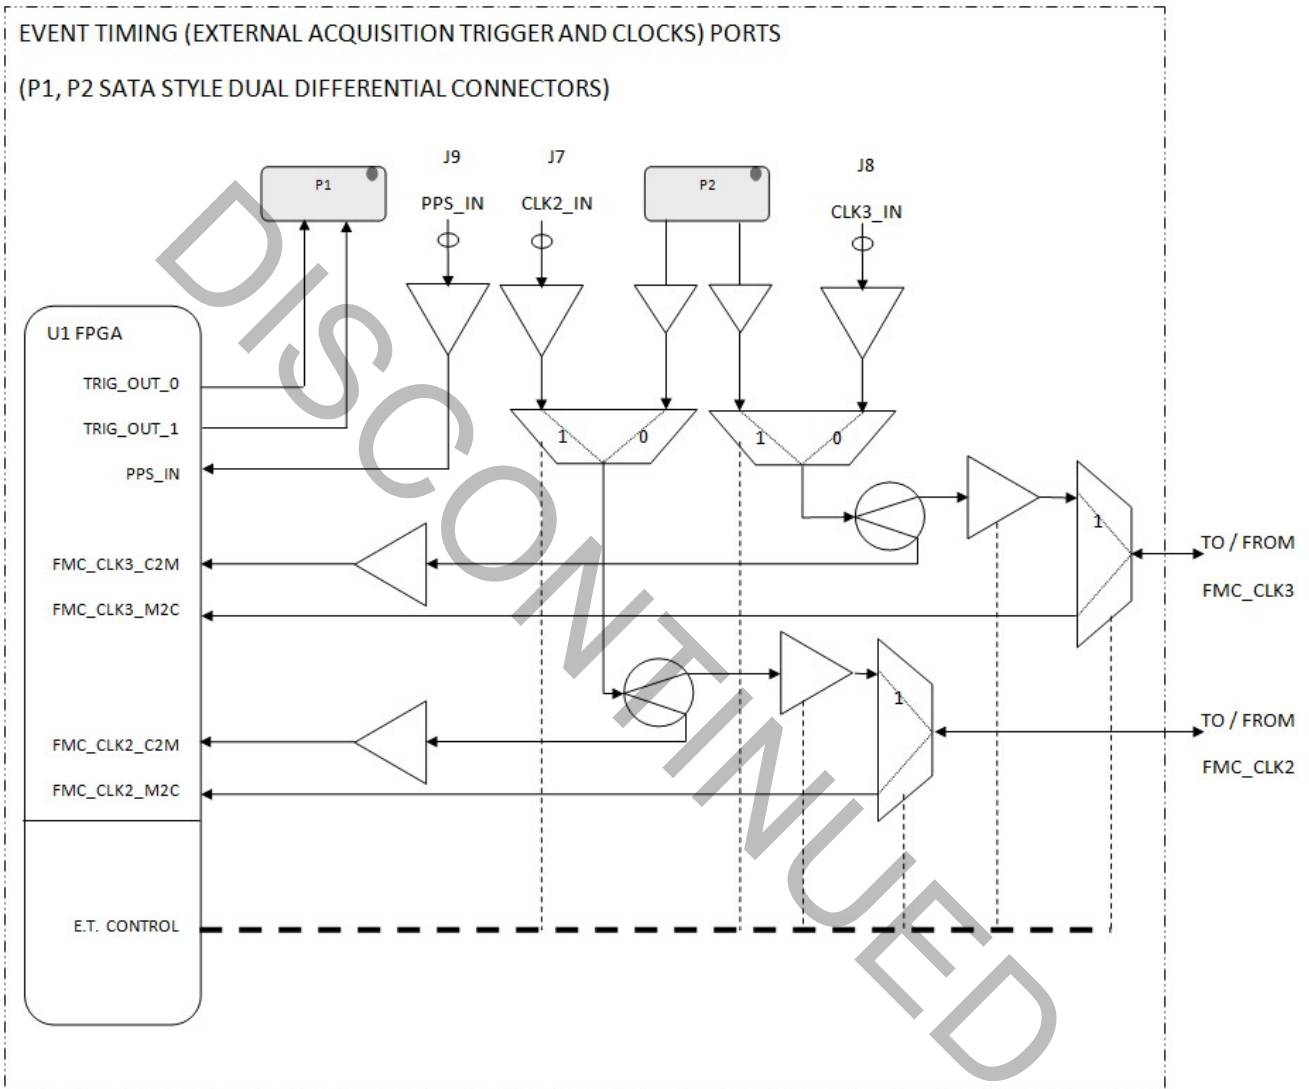 EVENT TIMING (EXTERNAL ACQUISITION TRIGGER AND CLOCKS) PORTS
(P1, P2 SATA STYLE DUAL DIFFERENTIAL CONNECTORS)
J9
J7
J8
P1
P2
PPS_IN
CLK2_IN
CLK3_IN
U1 FPGA
TRIG_OUT_0
TRIG_OUT_1
PPS_IN
1
0
1
0
1
TO / FROM
FMC_CLK3
FMC_CLK3_C2M
FMC_CLK3_M2C
1
TO / FROM
FMC_CLK2
FMC_CLK2_C2M
FMC_CLK2_M2C
E.T. CONTROL
DISCONTINUED